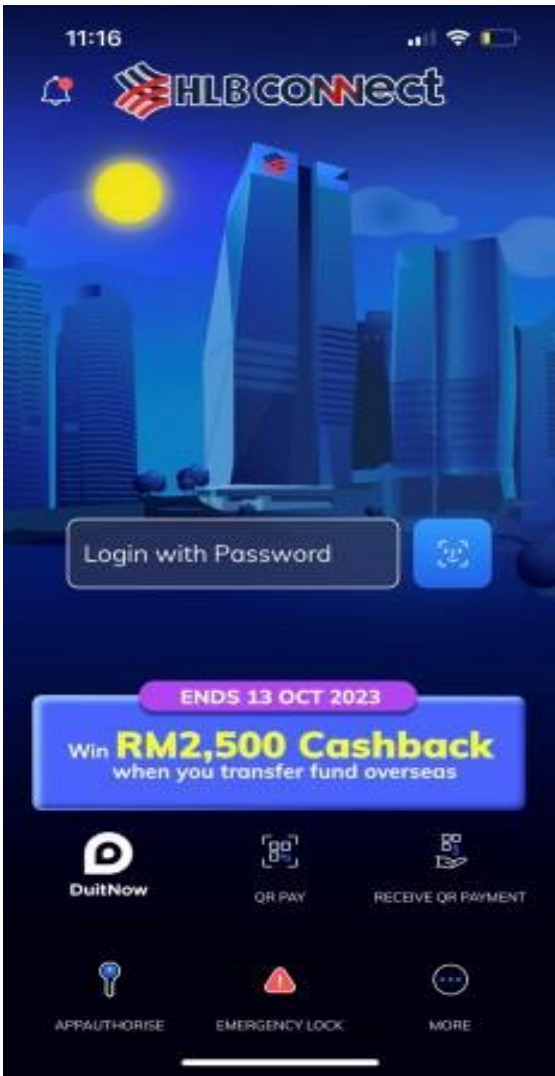 11:16
HLB CONNECT
Login with Password
ENDS 13 OCT 2023
Win RM2,500 Cashback
when you transfer fund overseas
DuitNow
QR PAY
RECEIVE QR PAYMENT
APPAUTHORISE
EMERGENCY LOCK
MORE